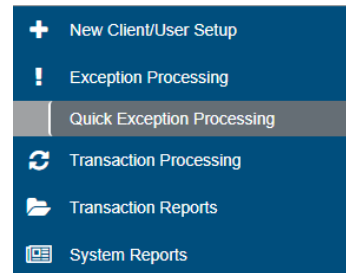 New Client/User Setup
Exception Processing
Quick Exception Processing
Transaction Processing
Transaction Reports
System Reports